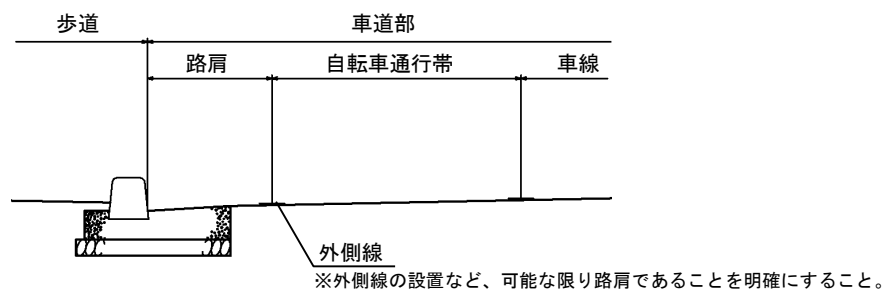 歩道
車道部
路肩
自転車通行帯
車線
外側線
※外側線の設置など、可能な限り路肩であることを明確にすること。